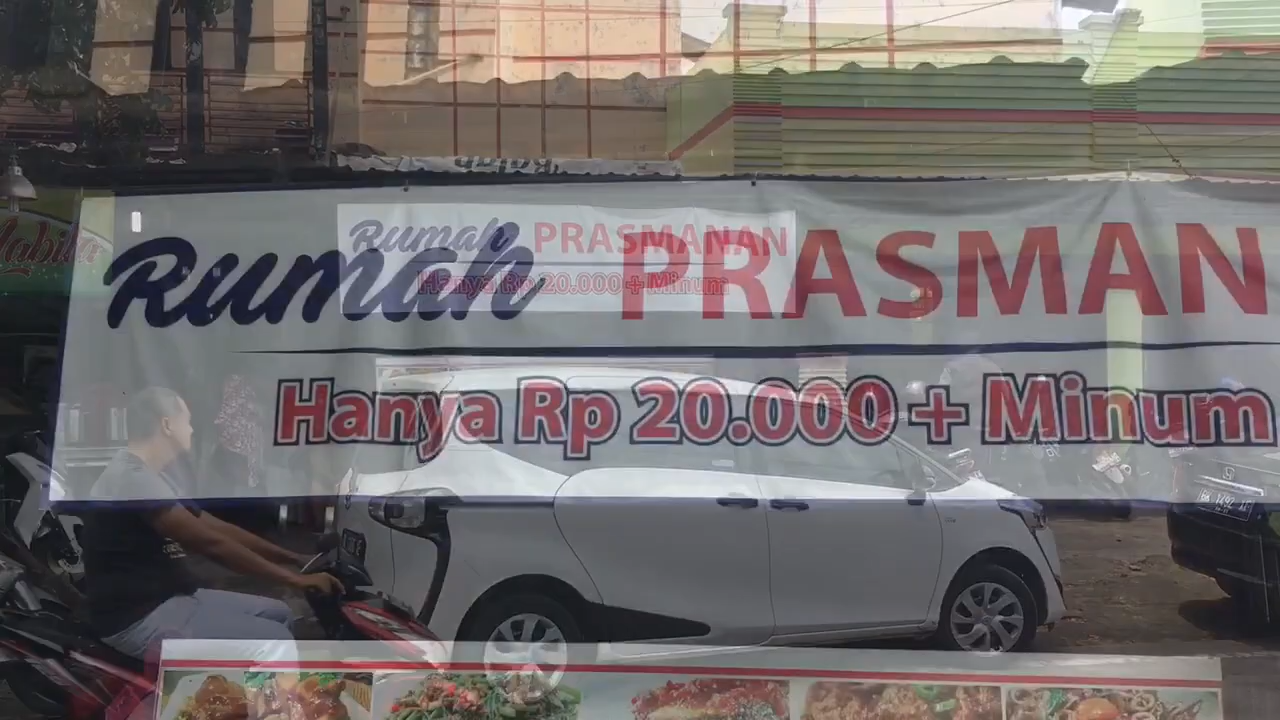 Rumah PRASMANAN
Hanya Rp 20.000 + Minum
Rumah PRASMAN
Hanya Rp 20.000 + Minum